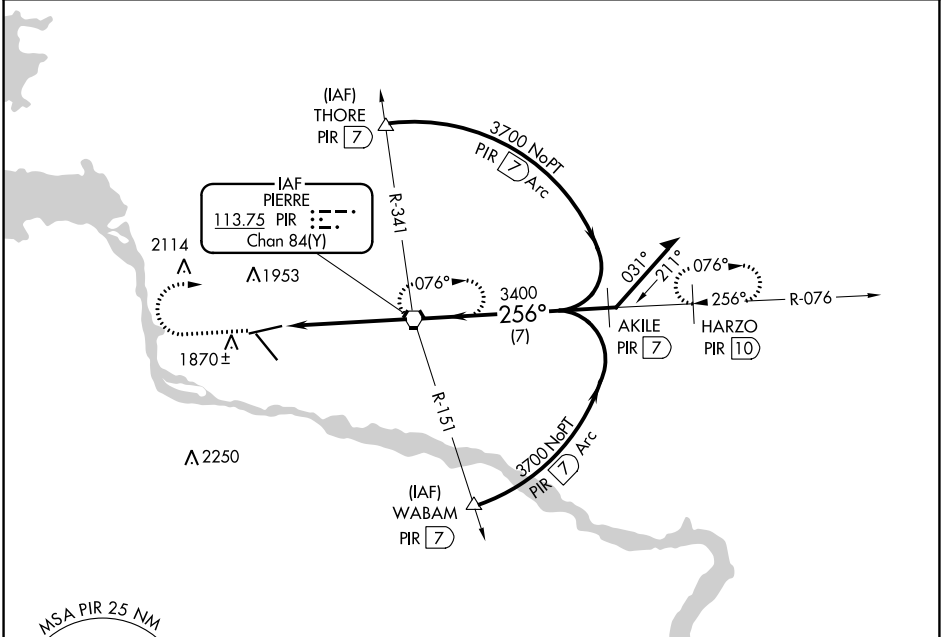 (IAF)
THORE
PIR 7
3700 NoPT
PIR 7 Arc
IAF
PIERRE
113.75 PIR
Chan 84(Y)
R-341
2114
1953
076°
3400
256°
(7)
031°
211°
076°
256°
R-076
AKILE
PIR 7
HARZO
PIR 10
1870±
R-151
2250
3700 NoPT
PIR 7 Arc
(IAF)
WABAM
PIR 7
MSA PIR 25 NM